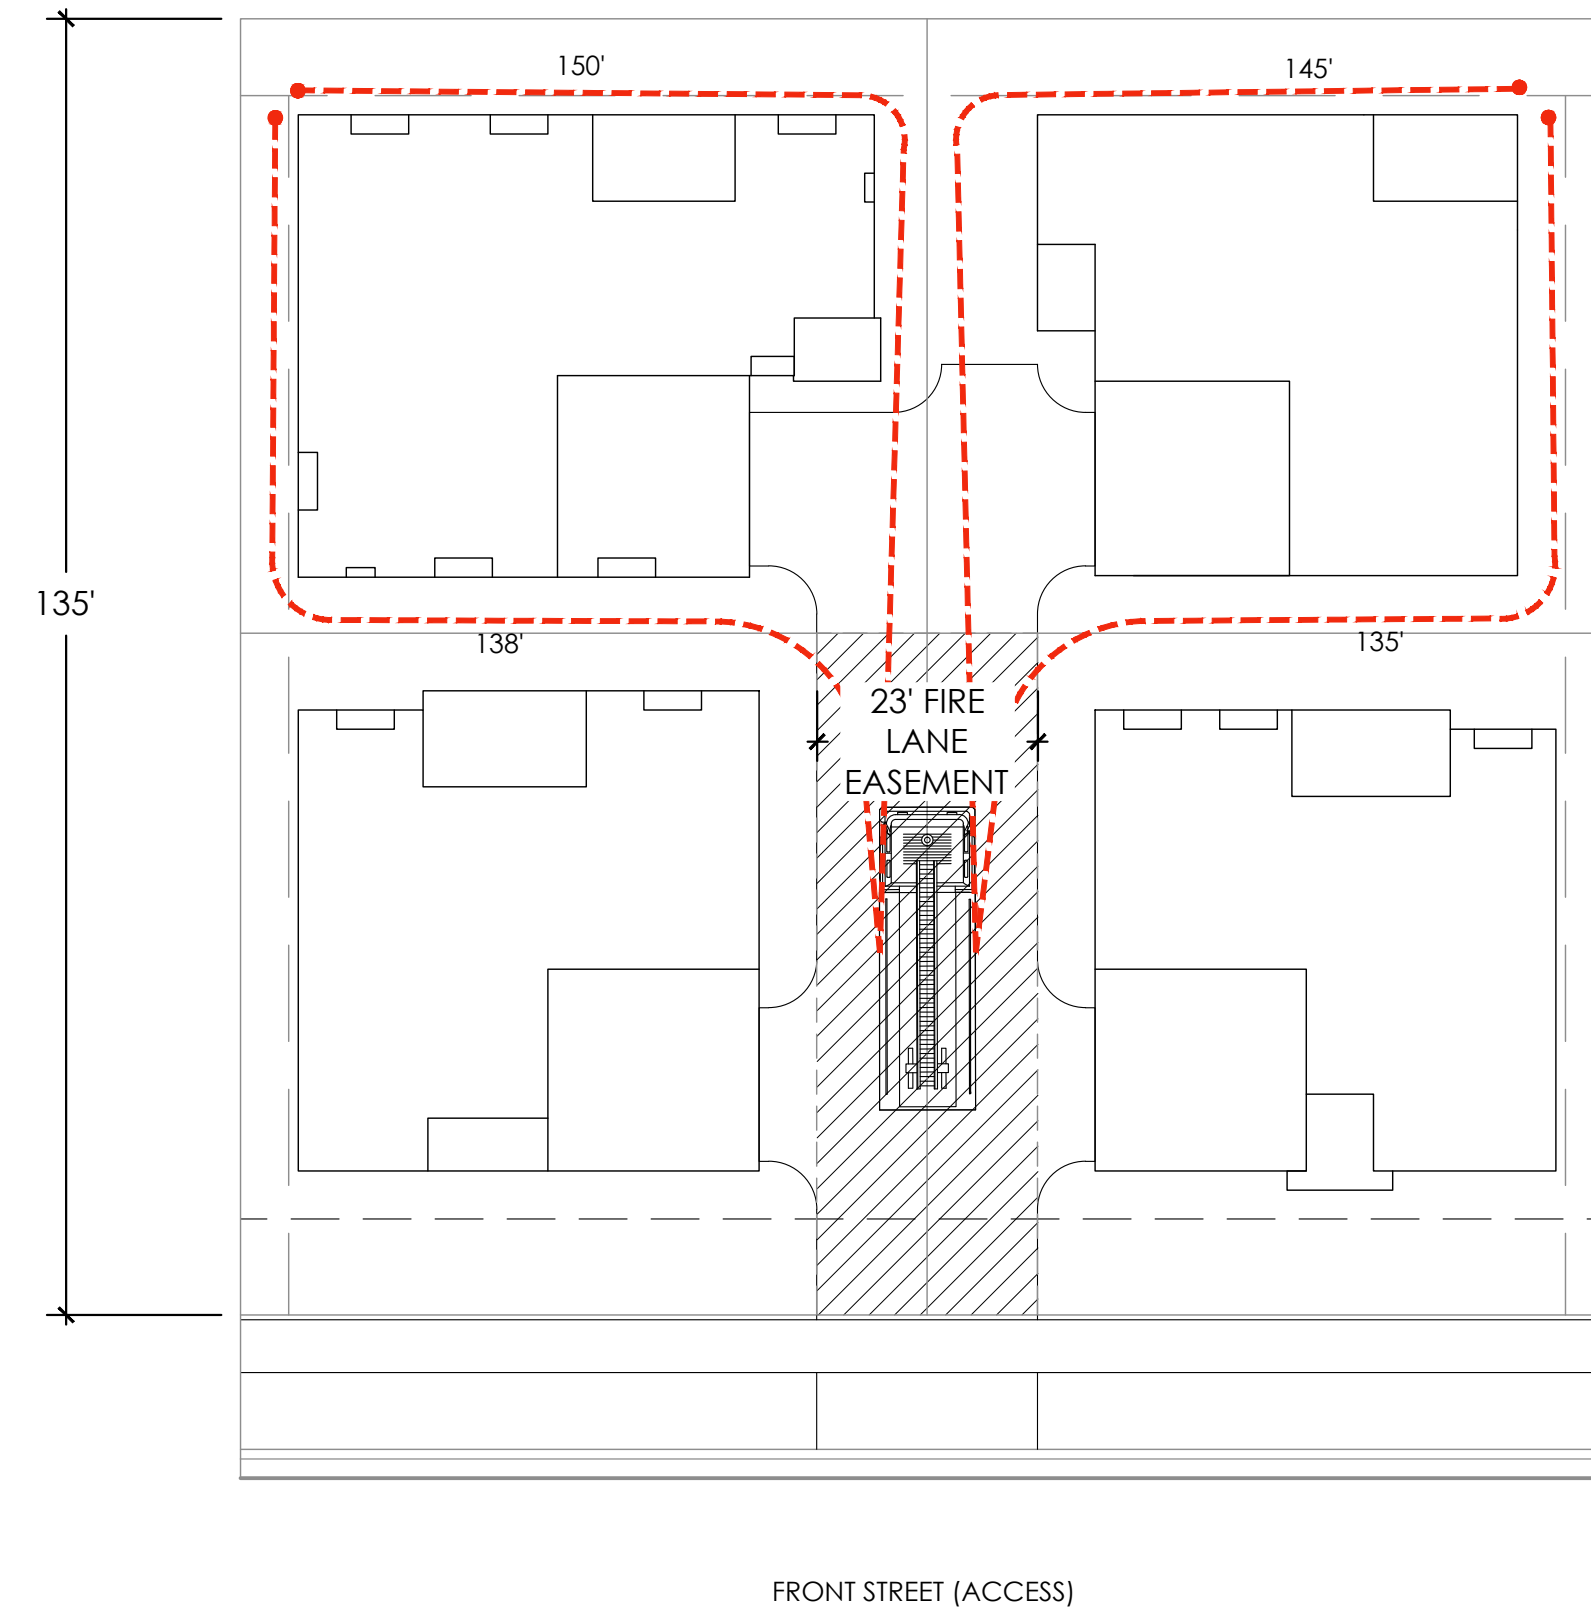 150'
145'
135'
138'
135'
23' FIRE
LANE
EASEMENT
FRONT STREET (ACCESS)